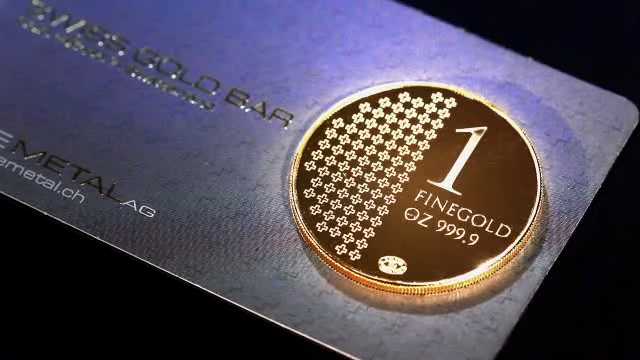 SWISS GOLD BAR
E METAL AG
emetal.ch
1
FINEGOLD
OZ 999.9